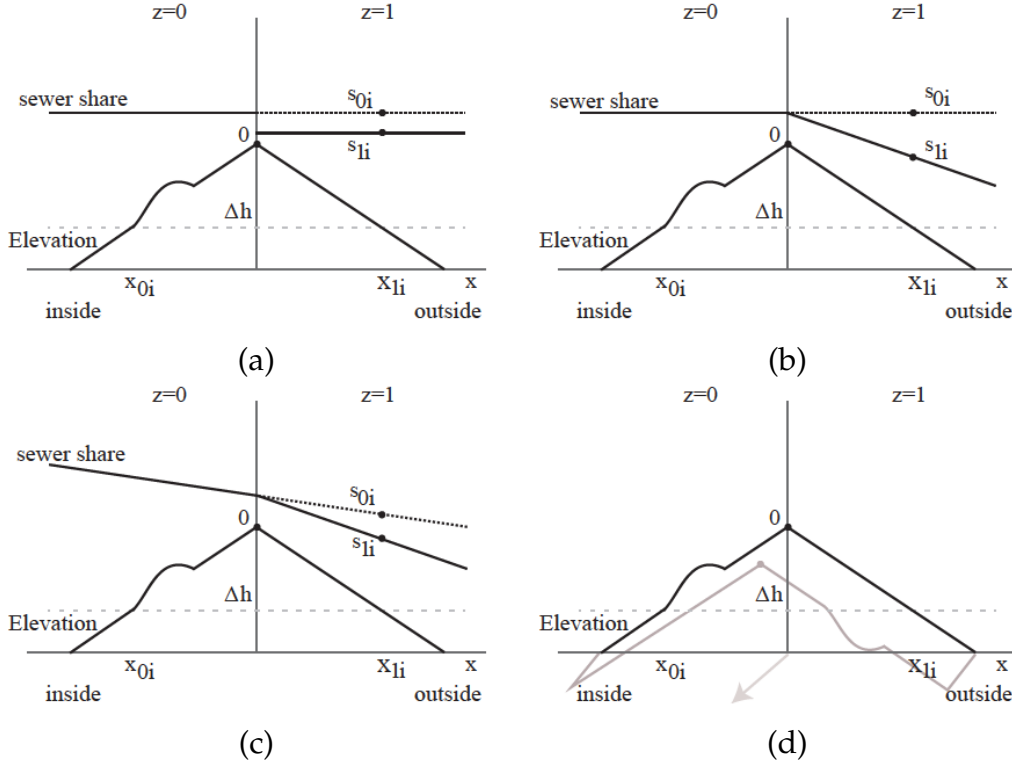 z=0 z=1
sewer share
s0i
0
s1i
Δh
Elevation
x0i x1i x
inside outside
(a)
z=0 z=1
sewer share
s0i
0
s1i
Δh
Elevation
x0i x1i x
inside outside
(b)
z=0 z=1
sewer share
s0i
0
s1i
Δh
Elevation
x0i x1i x
inside outside
(c)
z=0 z=1
0
Δh
Elevation
x0i x1i x
inside outside
(d)